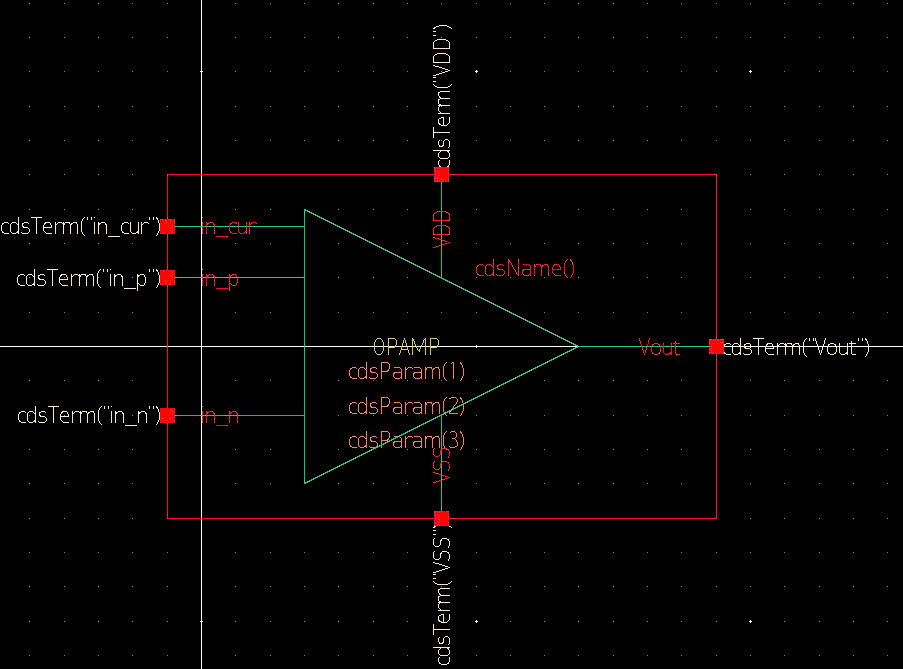 cdsTerm("VDD")
VDD
cdsTerm("in_cur")
in_cur
cdsTerm("in_p")
in_p
cdsName()
OPAMP
Vout
cdsTerm("Vout")
cdsParam(1)
cdsParam(2)
cdsParam(3)
cdsTerm("in_n")
in_n
VSS
cdsTerm("VSS")